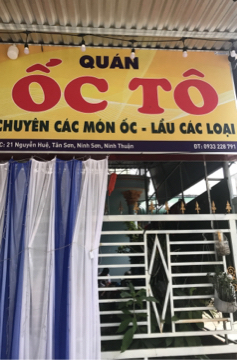 QUÁN
ỐC TÔ
CHUYÊN CÁC MÓN ỐC - LẨU CÁC LOẠI
C: 21 Nguyễn Huệ, Tân Sơn, Ninh Sơn, Ninh Thuận ĐT: 0933 228 791